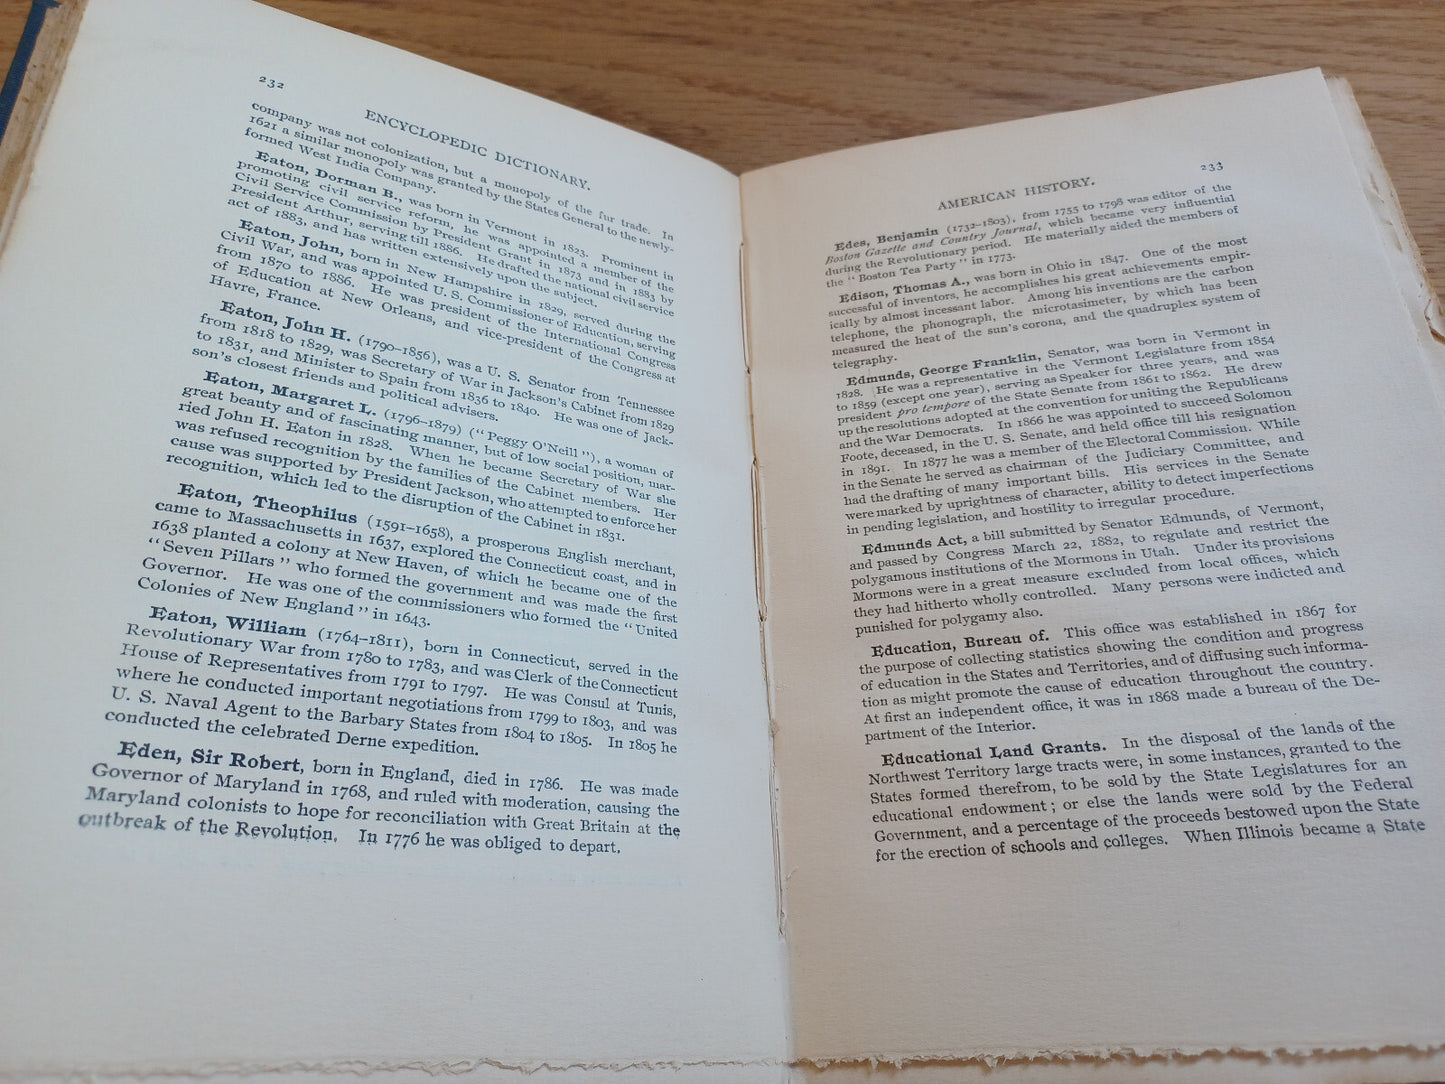 232
ENCYCLOPEDIC DICTIONARY.
company was not colonization, but a monopoly of the fur trade. In
1621 a similar monopoly was granted by the States General to the newly-
formed West India Company.
Eaton, Dorman B., was born in Vermont in 1823. Prominent in
promoting civil service reform, he was appointed a member of the
Civil Service Commission by President Grant in 1873 and in 1883 by
President Arthur, serving till 1886. He drafted the national civil service
act of 1883, and has written extensively upon the subject.
Eaton, John, born in New Hampshire in 1829, served during the
Civil War, and was appointed U. S. Commissioner of Education, serving
from 1870 to 1886. He was president of the International Congress
of Education at New Orleans, and vice-president of the Congress at
Havre, France.
Eaton, John H. (1790–1856), was a U. S. Senator from Tennessee
from 1818 to 1829, was Secretary of War in Jackson's Cabinet from 1829
to 1831, and Minister to Spain from 1836 to 1840. He was one of Jack-
son's closest friends and political advisers.
Eaton, Margaret L. (1796–1879) ("Peggy O'Neill"), a woman of
great beauty and of fascinating manner, but of low social position, mar-
ried John H. Eaton in 1828. When he became Secretary of War she
was refused recognition by the families of the Cabinet members. Her
cause was supported by President Jackson, who attempted to enforce her
recognition, which led to the disruption of the Cabinet in 1831.
Eaton, Theophilus (1591–1658), a prosperous English merchant,
came to Massachusetts in 1637, explored the Connecticut coast, and in
1638 planted a colony at New Haven, of which he became one of the
"Seven Pillars" who formed the government and was made the first
Governor. He was one of the commissioners who formed the "United
Colonies of New England" in 1643.
Eaton, William (1764–1811), born in Connecticut, served in the
Revolutionary War from 1780 to 1783, and was Clerk of the Connecticut
House of Representatives from 1791 to 1797. He was Consul at Tunis,
where he conducted important negotiations from 1799 to 1803, and was
U. S. Naval Agent to the Barbary States from 1804 to 1805. In 1805 he
conducted the celebrated Derne expedition.
Eden, Sir Robert, born in England, died in 1786. He was made
Governor of Maryland in 1768, and ruled with moderation, causing the
Maryland colonists to hope for reconciliation with Great Britain at the
outbreak of the Revolution. In 1776 he was obliged to depart.
233
AMERICAN HISTORY.
Edes, Benjamin (1732–1803), from 1755 to 1798 was editor of the
Boston Gazette and Country Journal, which became very influential
during the Revolutionary period. He materially aided the members of
the "Boston Tea Party" in 1773.
Edison, Thomas A., was born in Ohio in 1847. One of the most
successful of inventors, he accomplishes his great achievements empir-
ically by almost incessant labor. Among his inventions are the carbon
telephone, the phonograph, the microtasimeter, by which has been
measured the heat of the sun's corona, and the quadruplex system of
telegraphy.
Edmunds, George Franklin, Senator, was born in Vermont in
1828. He was a representative in the Vermont Legislature from 1854
to 1859 (except one year), serving as Speaker for three years, and was
president pro tempore of the State Senate from 1861 to 1862. He drew
up the resolutions adopted at the convention for uniting the Republicans
and the War Democrats. In 1866 he was appointed to succeed Solomon
Foote, deceased, in the U. S. Senate, and held office till his resignation
in 1891. In 1877 he was a member of the Electoral Commission. While
in the Senate he served as chairman of the Judiciary Committee, and
had the drafting of many important bills. His services in the Senate
were marked by uprightness of character, ability to detect imperfections
in pending legislation, and hostility to irregular procedure.
Edmunds Act, a bill submitted by Senator Edmunds, of Vermont,
and passed by Congress March 22, 1882, to regulate and restrict the
polygamous institutions of the Mormons in Utah. Under its provisions
Mormons were in a great measure excluded from local offices, which
they had hitherto wholly controlled. Many persons were indicted and
punished for polygamy also.
Education, Bureau of. This office was established in 1867 for
the purpose of collecting statistics showing the condition and progress
of education in the States and Territories, and of diffusing such informa-
tion as might promote the cause of education throughout the country.
At first an independent office, it was in 1868 made a bureau of the De-
partment of the Interior.
Educational Land Grants. In the disposal of the lands of the
Northwest Territory large tracts were, in some instances, granted to the
States formed therefrom, to be sold by the State Legislatures for an
educational endowment; or else the lands were sold by the Federal
Government, and a percentage of the proceeds bestowed upon the State
for the erection of schools and colleges. When Illinois became a State